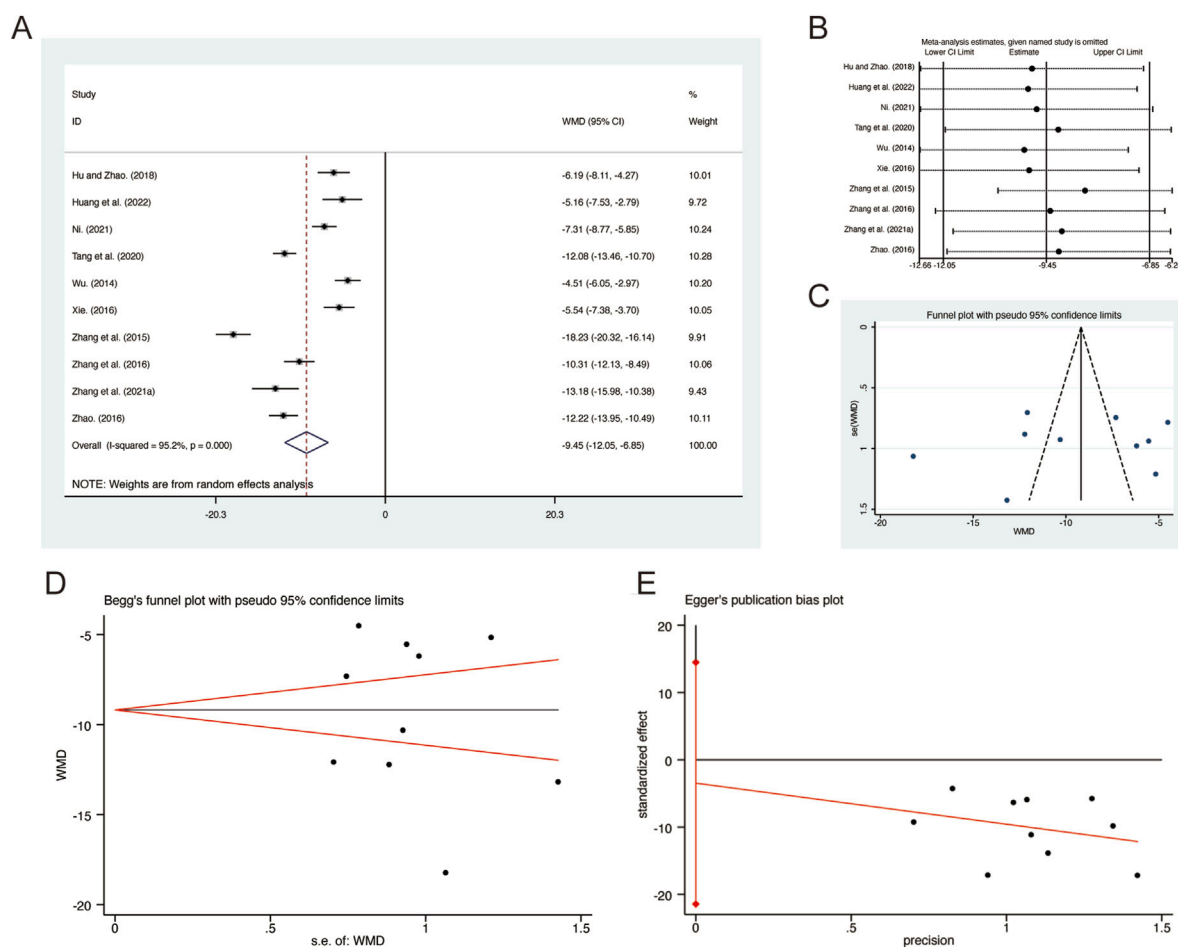 A
Study %
ID WMD (95% CI) Weight
Hu and Zhao. (2018) -6.19 (-8.11, -4.27) 10.01
Huang et al. (2022) -5.16 (-7.53, -2.79) 9.72
Ni. (2021) -7.31 (-8.77, -5.85) 10.24
Tang et al. (2020) -12.08 (-13.46, -10.70) 10.28
Wu. (2014) -4.51 (-6.05, -2.97) 10.20
Xie. (2016) -5.54 (-7.38, -3.70) 10.05
Zhang et al. (2015) -18.23 (-20.32, -16.14) 9.91
Zhang et al. (2016) -10.31 (-12.13, -8.49) 10.06
Zhang et al. (2021a) -13.18 (-15.98, -10.38) 9.43
Zhao. (2016) -12.22 (-13.95, -10.49) 10.11
Overall (I-squared = 95.2%, p = 0.000) -9.45 (-12.05, -6.85) 100.00
NOTE: Weights are from random effects analysis
-20.3 0 20.3
B
Meta-analysis estimates, given named study is omitted
Lower CI Limit Estimate Upper CI Limit
Hu and Zhao. (2018)
Huang et al. (2022)
Ni. (2021)
Tang et al. (2020)
Wu. (2014)
Xie. (2016)
Zhang et al. (2015)
Zhang et al. (2016)
Zhang et al. (2021a)
Zhao. (2016)
-12.66 -12.05 -9.45 -6.85 -6.2
C
Funnel plot with pseudo 95% confidence limits
se(WMD)
0
.5
1
1.5
-20 -15 -10 -5
WMD
D
Begg's funnel plot with pseudo 95% confidence limits
WMD
-5
-10
-15
-20
0 .5 1 1.5
s.e. of: WMD
E
Egger's publication bias plot
standardized effect
20
10
0
-10
-20
0 .5 1 1.5
precision